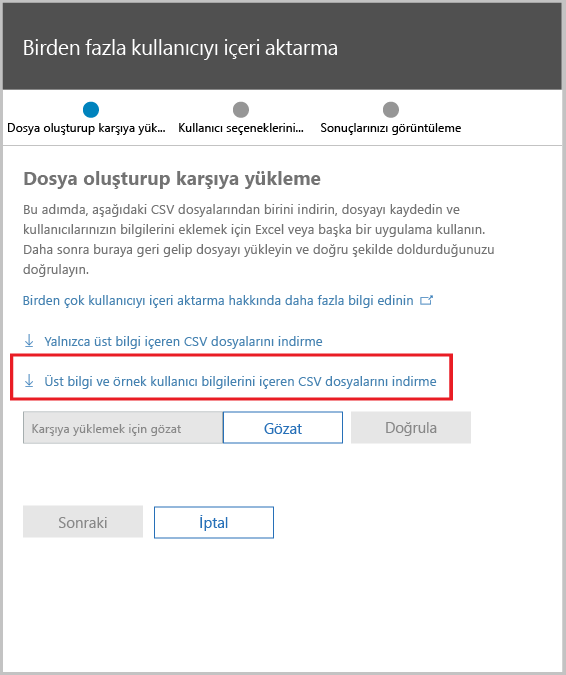 Birden fazla kullanıcıyı içeri aktarma
Dosya oluşturup karşıya yük... Kullanıcı seçeneklerini... Sonuçlarınızı görüntüleme
Dosya oluşturup karşıya yükleme
Bu adımda, aşağıdaki CSV dosyalarından birini indirin, dosyayı kaydedin ve
kullanıcılarınızın bilgilerini eklemek için Excel veya başka bir uygulama kullanın.
Daha sonra buraya geri gelip dosyayı yükleyin ve doğru şekilde doldurduğunuzu
doğrulayın.
Birden çok kullanıcıyı içeri aktarma hakkında daha fazla bilgi edinin
Yalnızca üst bilgi içeren CSV dosyalarını indirme
Üst bilgi ve örnek kullanıcı bilgilerini içeren CSV dosyalarını indirme
Karşıya yüklemek için gözat Gözat Doğrula
Sonraki İptal